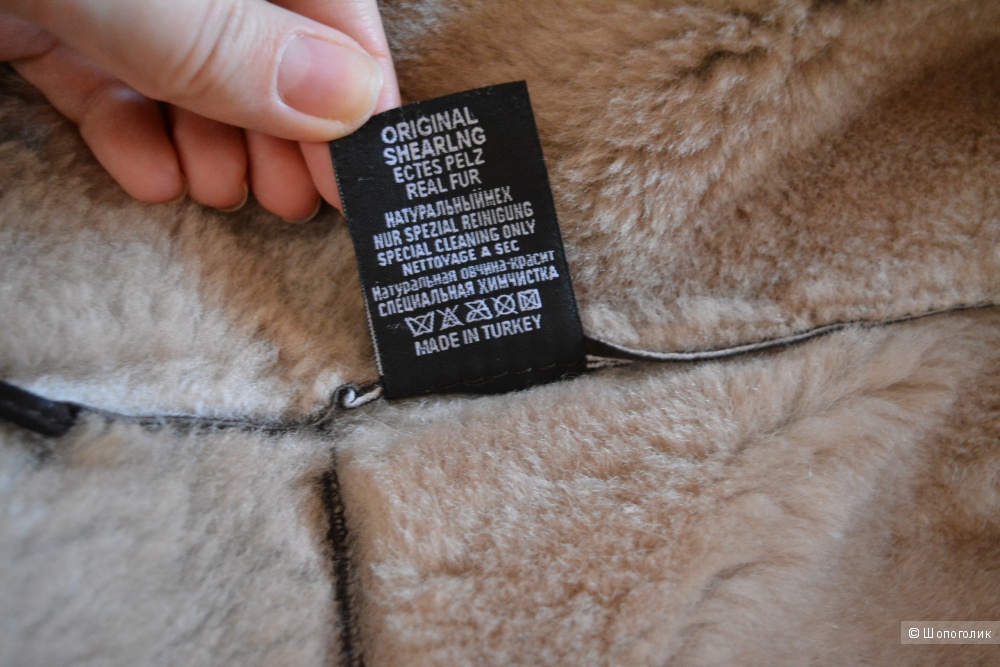 ORIGINAL
SHEARLNG
ECTES PELZ
REAL FUR
НАТУРАЛЬНЫЙМЕХ
NUR SPEZIAL REINIGUNG
SPECIAL CLEANING ONLY
NETTOYAGE A SEC
Натуральная овчина-красит
СПЕЦИАЛЬНАЯ ХИМЧИСТКА
MADE IN TURKEY
© Шопоголик